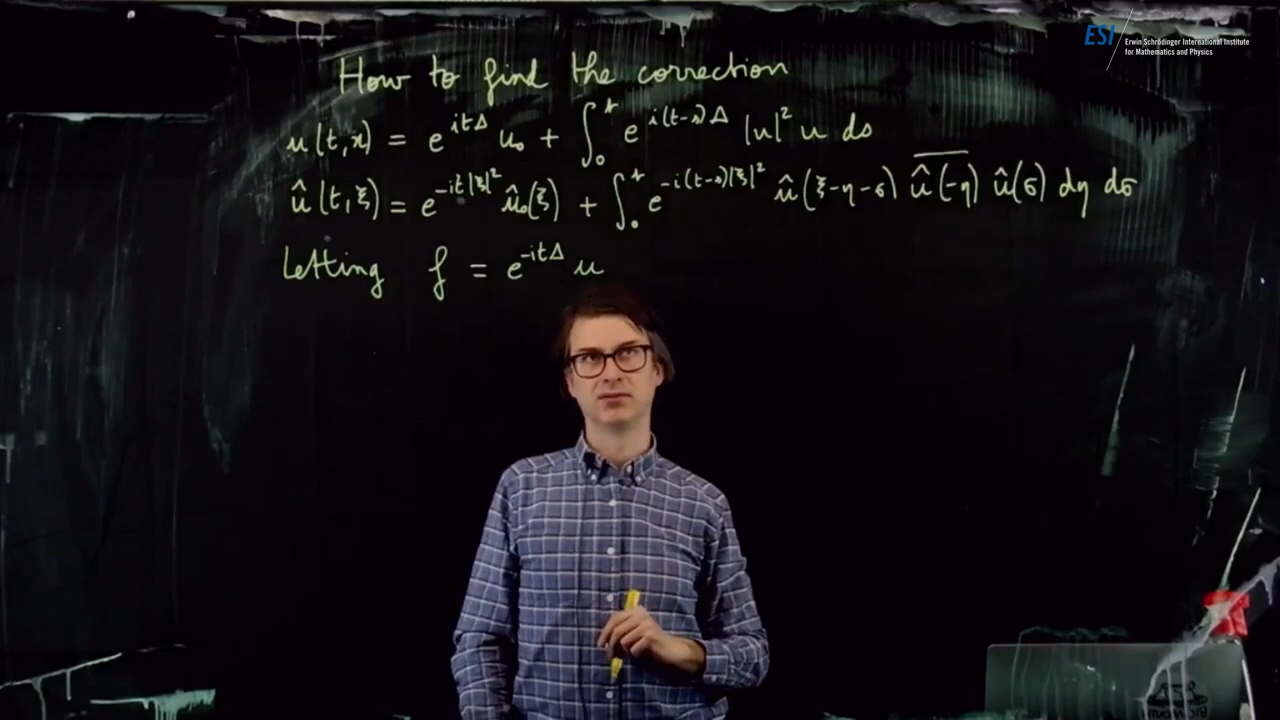 ESI Erwin Schrödinger International Institute
for Mathematics and Physics
How to find the correction
u(t,x) = e^{itΔ} u₀ + ∫₀ᵗ e^{i(t-s)Δ} |u|² u ds
û(t,ξ) = e^{-it|ξ|²} û₀(ξ) + ∫₀ᵗ e^{-i(t-s)|ξ|²} û(ξ-η-σ) \overline{û(-η)} û(σ) dη dσ
Letting f = e^{-itΔ} u